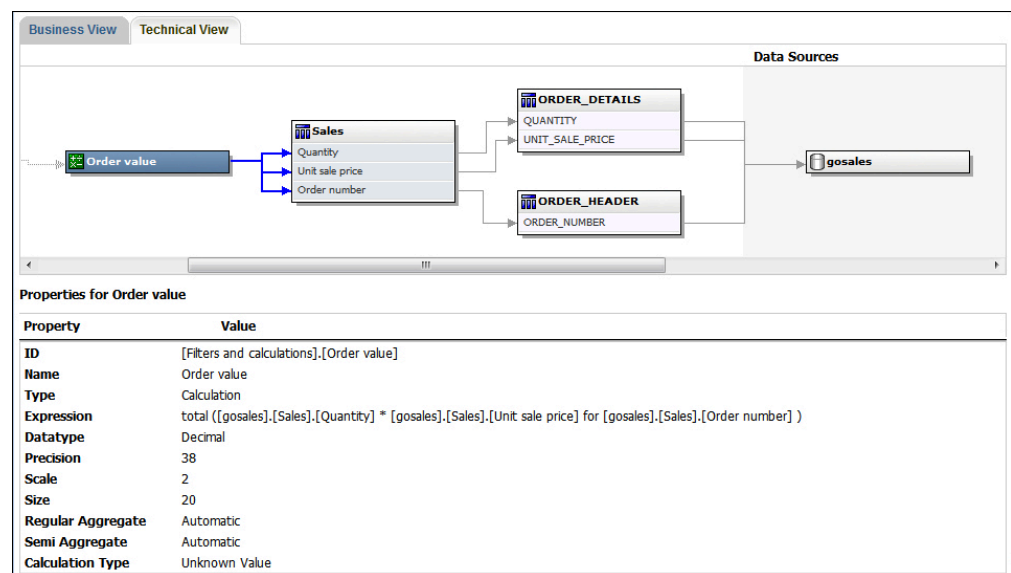 Business View Technical View
Data Sources
ORDER_DETAILS
QUANTITY
UNIT_SALE_PRICE
Sales
Quantity
Unit sale price
Order number
Order value
gosales
ORDER_HEADER
ORDER_NUMBER
Properties for Order value
Property Value
ID [Filters and calculations].[Order value]
Name Order value
Type Calculation
Expression total ([gosales].[Sales].[Quantity] * [gosales].[Sales].[Unit sale price] for [gosales].[Sales].[Order number] )
Datatype Decimal
Precision 38
Scale 2
Size 20
Regular Aggregate Automatic
Semi Aggregate Automatic
Calculation Type Unknown Value